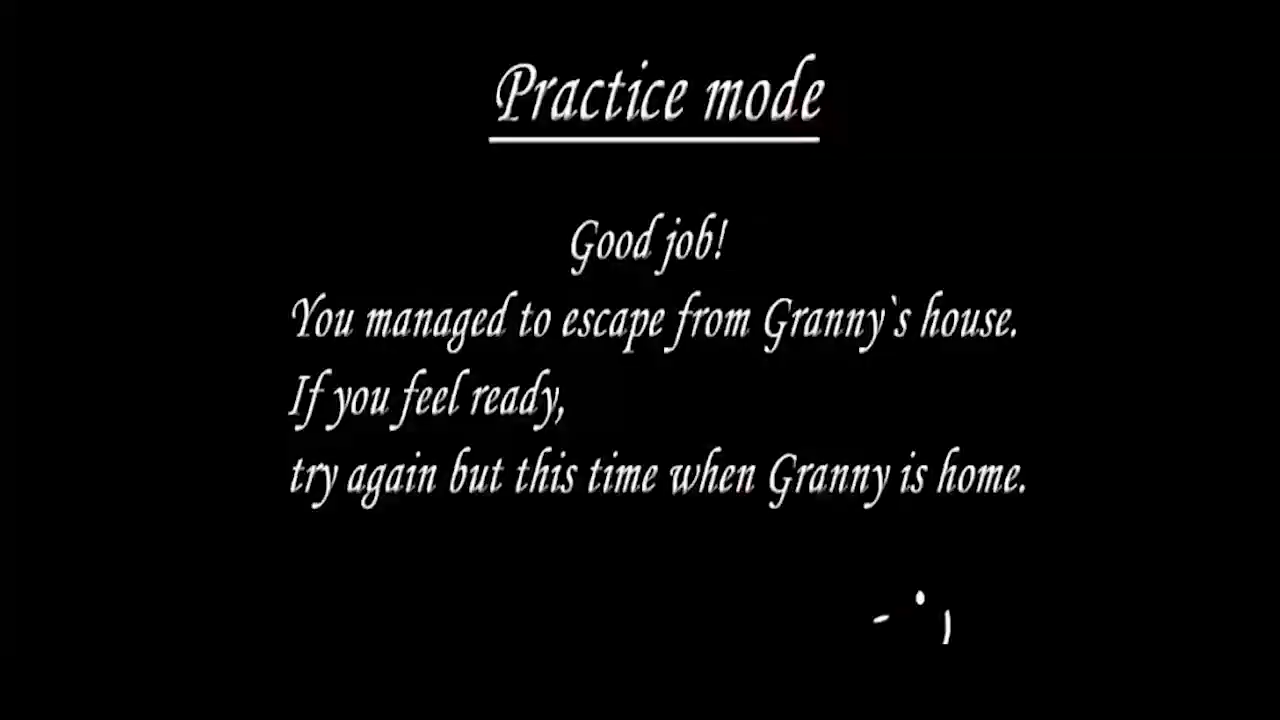 Practice mode
Good job!
You managed to escape from Granny`s house.
If you feel ready,
try again but this time when Granny is home.